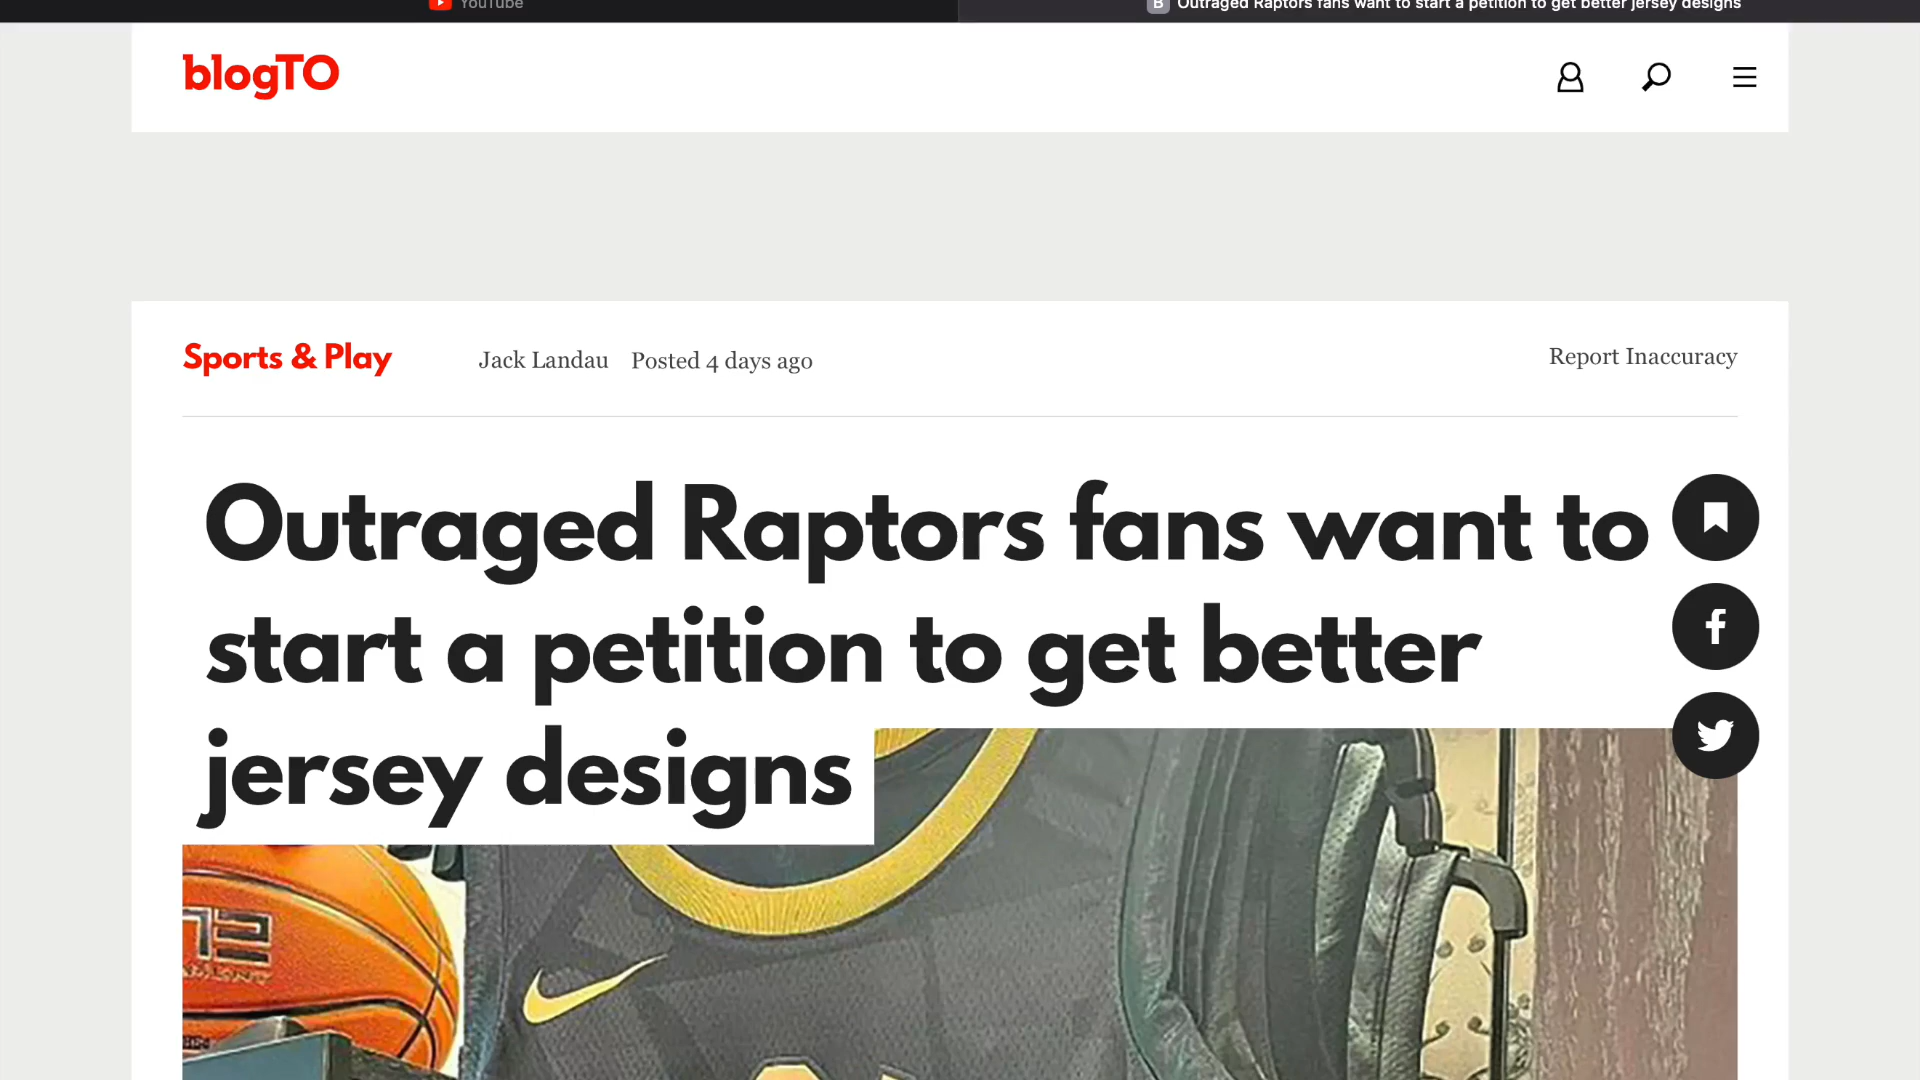 YouTube
B Outraged Raptors fans want to start a petition to get better jersey designs
blogTO
Sports & Play Jack Landau Posted 4 days ago Report Inaccuracy
Outraged Raptors fans want to
start a petition to get better
jersey designs